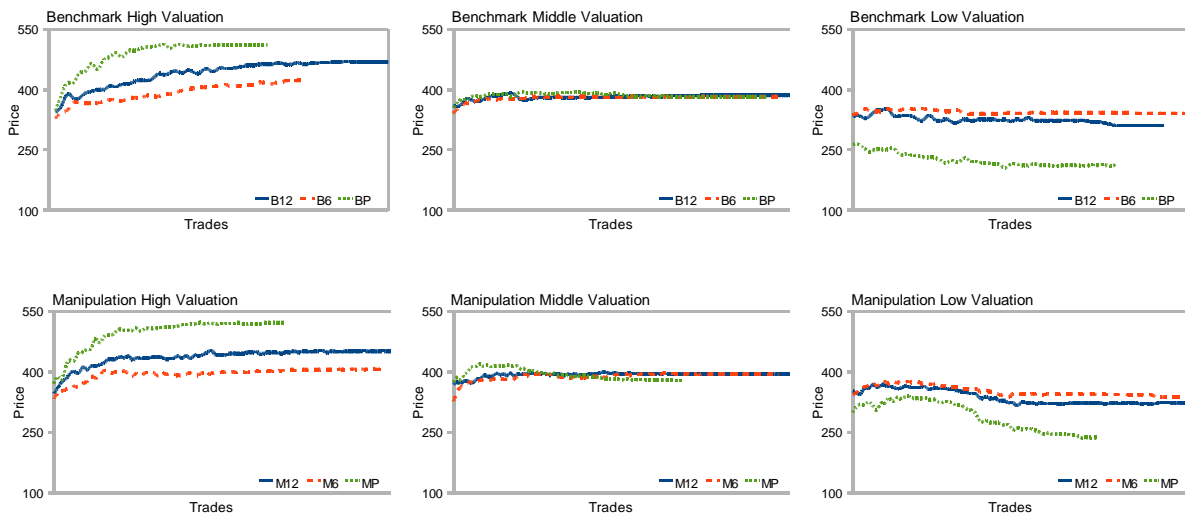 Benchmark High Valuation
550
400
250
100
Price
B12 B6 BP
Trades
Benchmark Middle Valuation
550
400
250
100
Price
B12 B6 BP
Trades
Benchmark Low Valuation
550
400
250
100
Price
B12 B6 BP
Trades
Manipulation High Valuation
550
400
250
100
Price
M12 M6 MP
Trades
Manipulation Middle Valuation
550
400
250
100
Price
M12 M6 MP
Trades
Manipulation Low Valuation
550
400
250
100
Price
M12 M6 MP
Trades